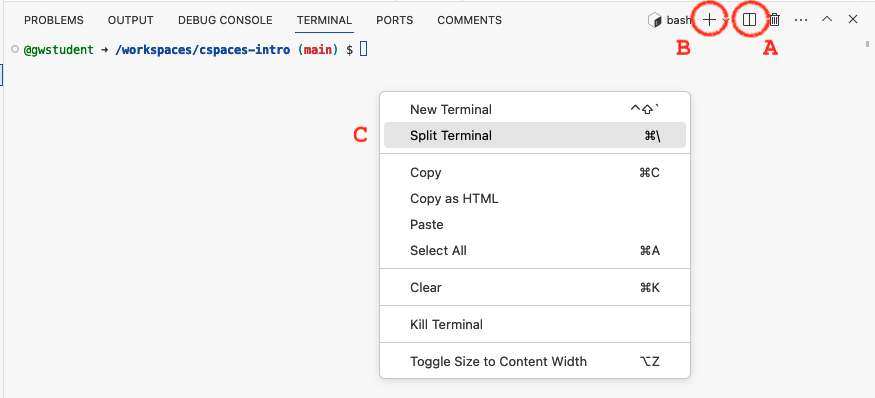 PROBLEMS OUTPUT DEBUG CONSOLE TERMINAL PORTS COMMENTS bash
B A
@gwstudent → /workspaces/cspaces-intro (main) $
New Terminal ^⇧`
C
Split Terminal ⌘\
Copy ⌘C
Copy as HTML
Paste
Select All ⌘A
Clear ⌘K
Kill Terminal
Toggle Size to Content Width ⌥Z